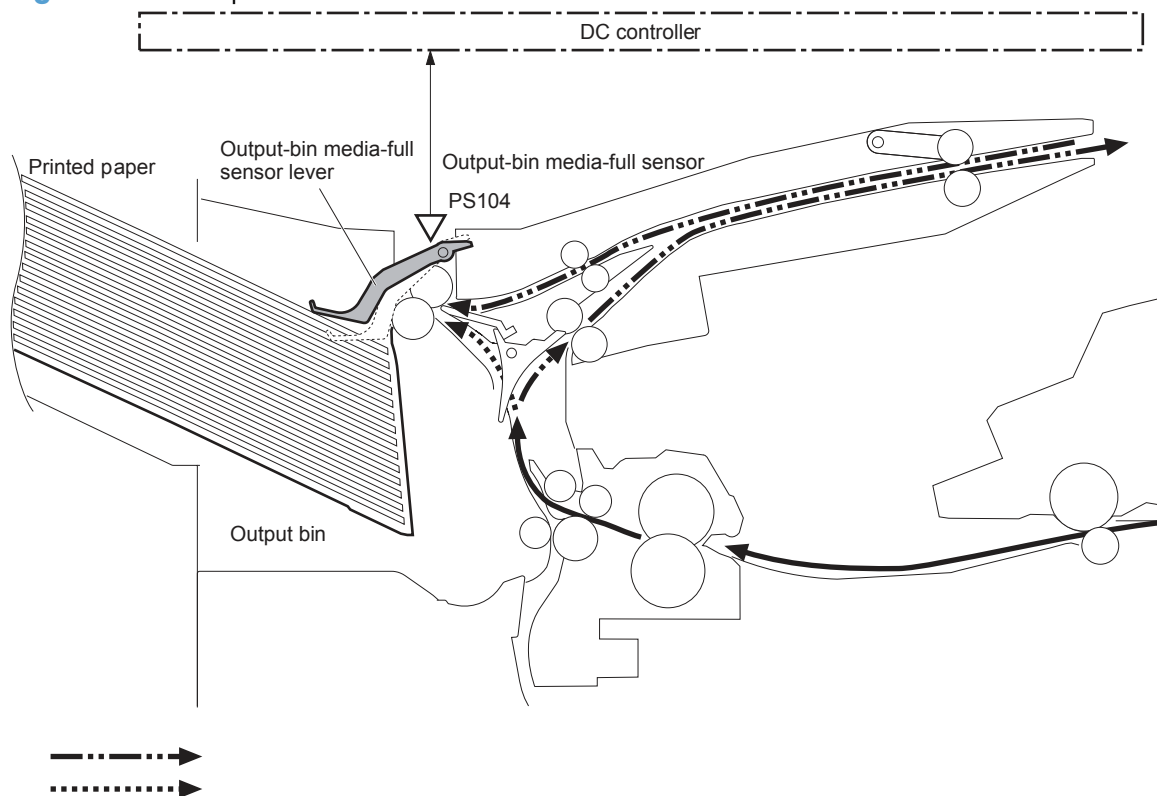 DC controller
Printed paper
Output-bin media-full
sensor lever
Output-bin media-full sensor
PS104
Output bin